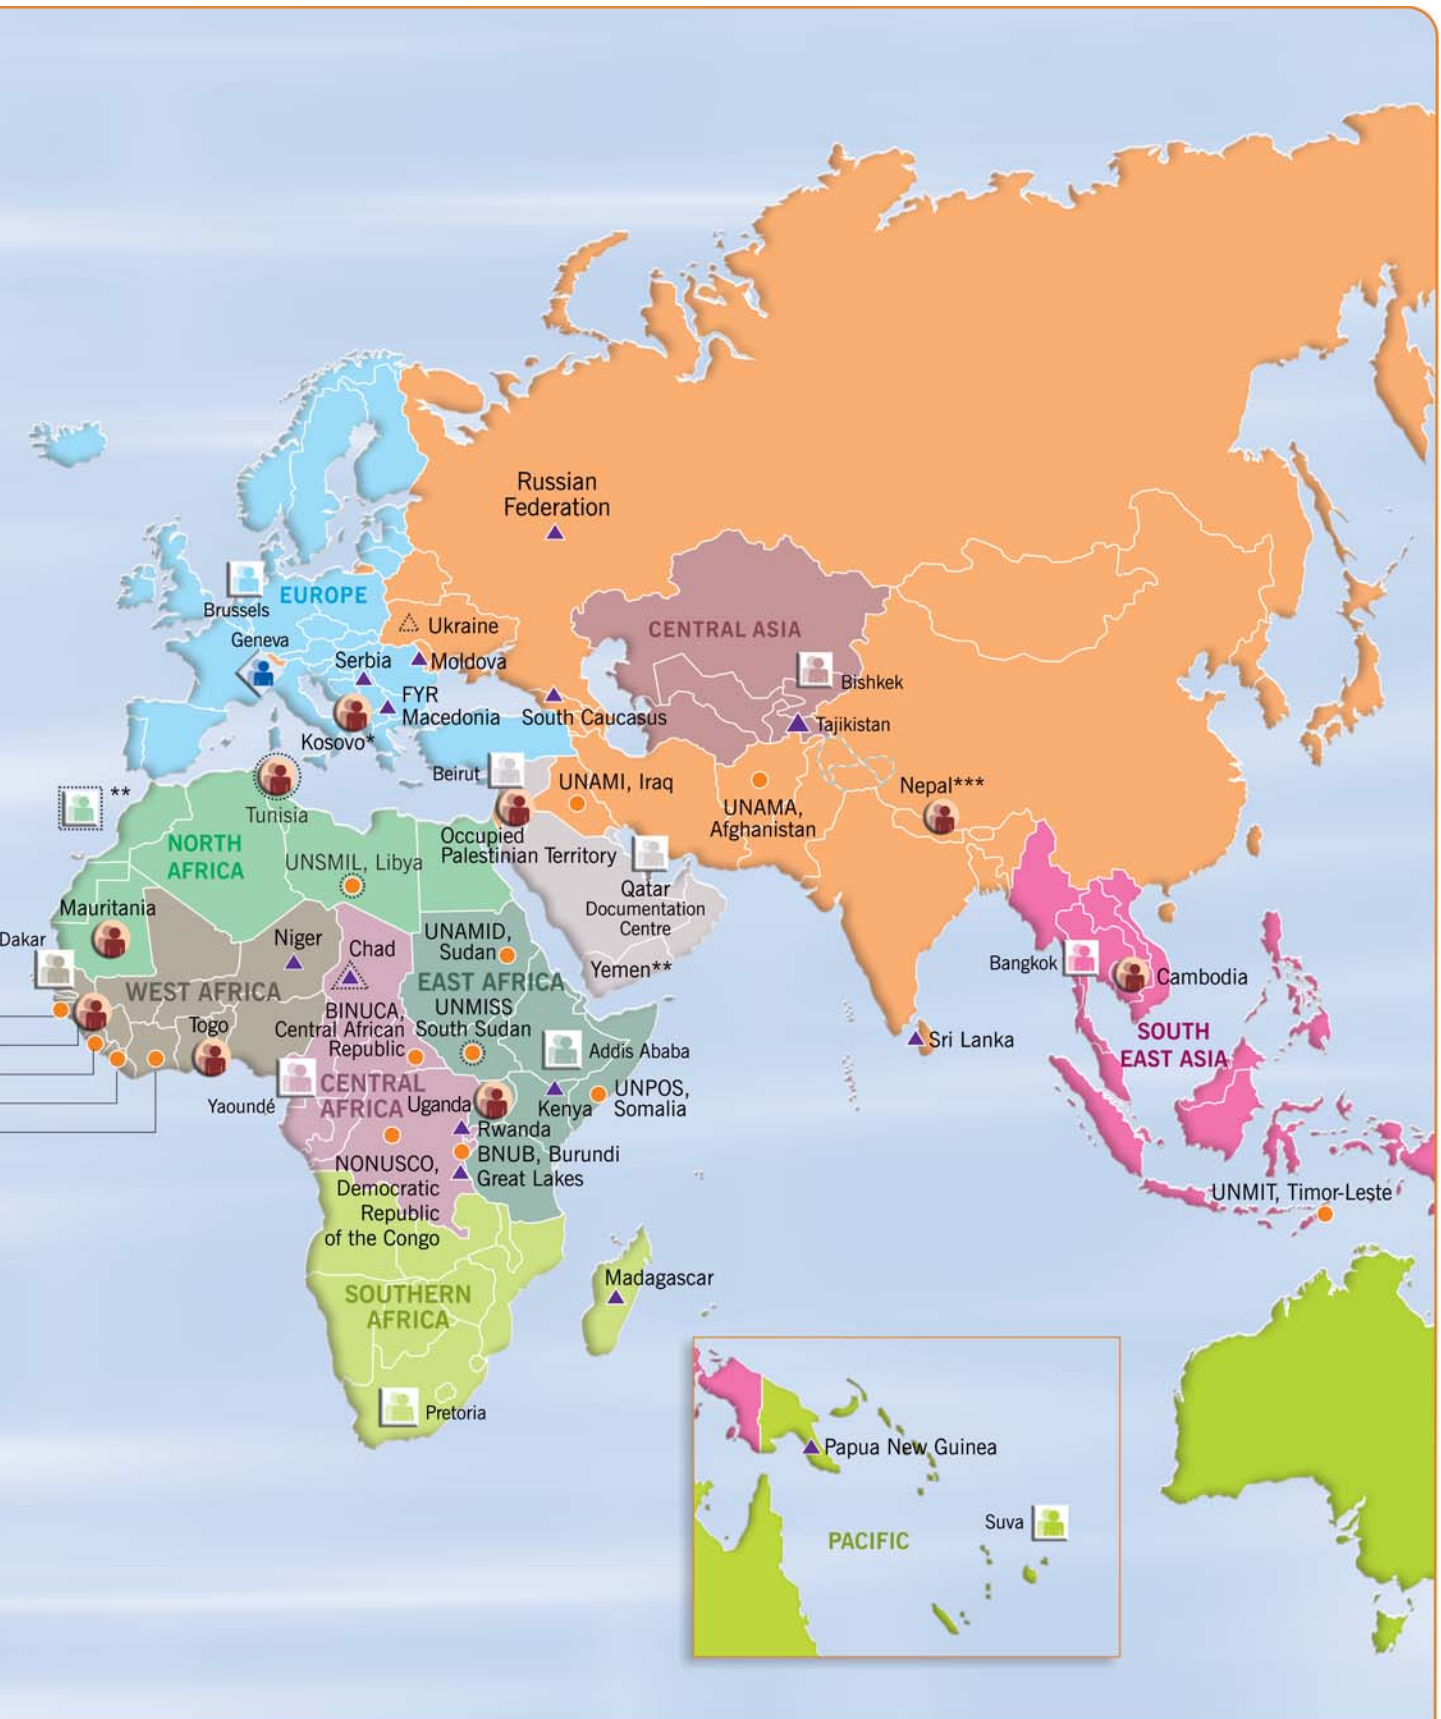 Russian
Federation
Brussels
EUROPE
Geneva
Ukraine
Serbia
Moldova
FYR
Macedonia
Kosovo*
South Caucasus
CENTRAL ASIA
Bishkek
Tajikistan
Beirut
UNAMI, Iraq
UNAMA,
Afghanistan
Nepal***
**
Tunisia
Occupied
Palestinian Territory
NORTH
AFRICA
UNSMIL, Libya
Qatar
Documentation
Centre
Mauritania
Dakar
Niger
Chad
UNAMID,
Sudan
Yemen**
WEST AFRICA
EAST AFRICA
Bangkok
Cambodia
Togo
BINUCA,
Central African
Republic
UNMISS
South Sudan
Addis Ababa
Sri Lanka
SOUTH
EAST ASIA
Yaoundé
CENTRAL
AFRICA
Uganda
Kenya
UNPOS,
Somalia
Rwanda
BNUB, Burundi
Great Lakes
NONUSCO,
Democratic
Republic
of the Congo
UNMIT, Timor-Leste
Madagascar
SOUTHERN
AFRICA
Pretoria
Papua New Guinea
Suva
PACIFIC